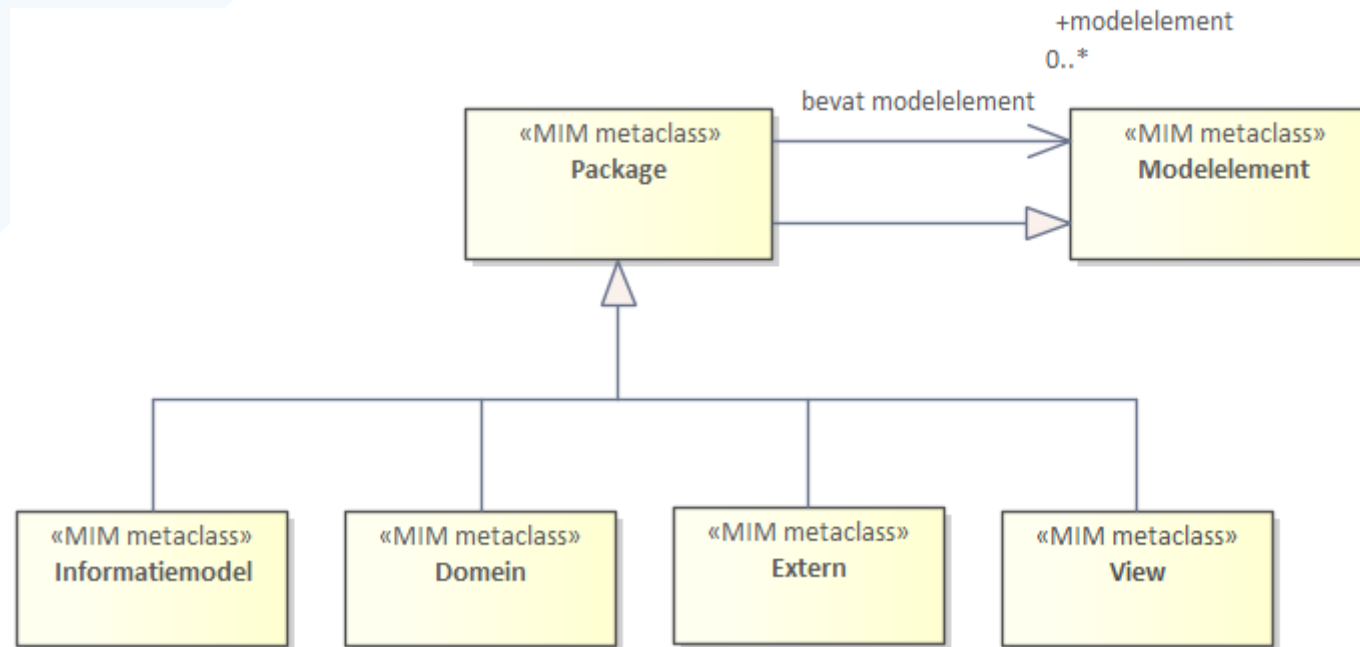 +modelelement
0..*
bevat modelelement
«MIM metaclass»
Package
«MIM metaclass»
Modelelement
«MIM metaclass»
Informatiemodel
«MIM metaclass»
Domein
«MIM metaclass»
Extern
«MIM metaclass»
View